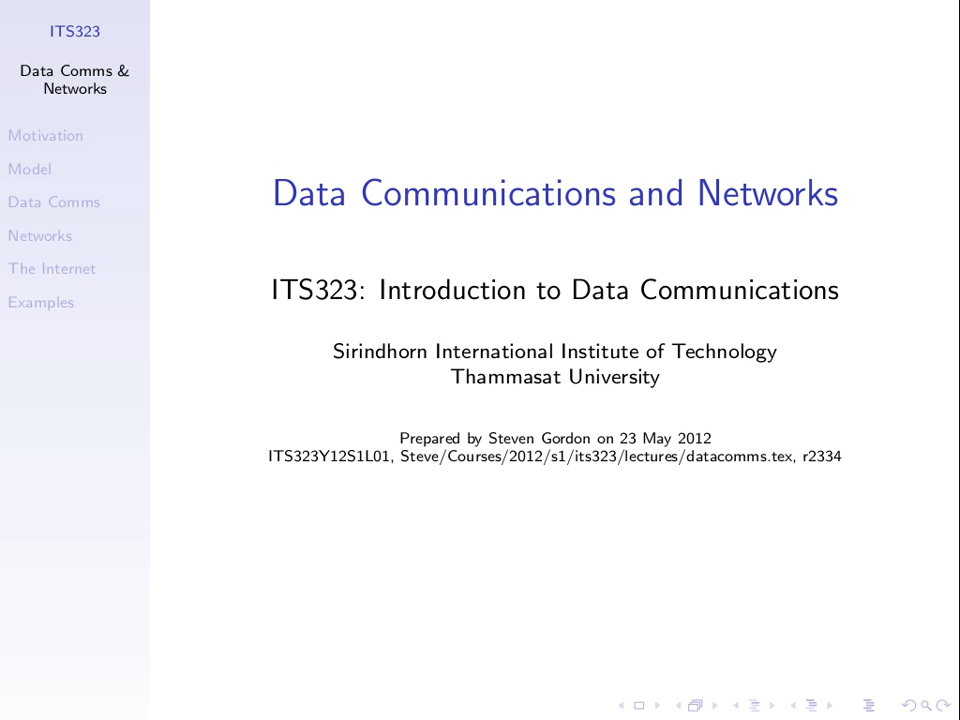 ITS323
Data Comms &
Networks
Motivation
Model
Data Comms
Networks
The Internet
Examples
Data Communications and Networks
ITS323: Introduction to Data Communications
Sirindhorn International Institute of Technology
Thammasat University
Prepared by Steven Gordon on 23 May 2012
ITS323Y12S1L01, Steve/Courses/2012/s1/its323/lectures/datacomms.tex, r2334